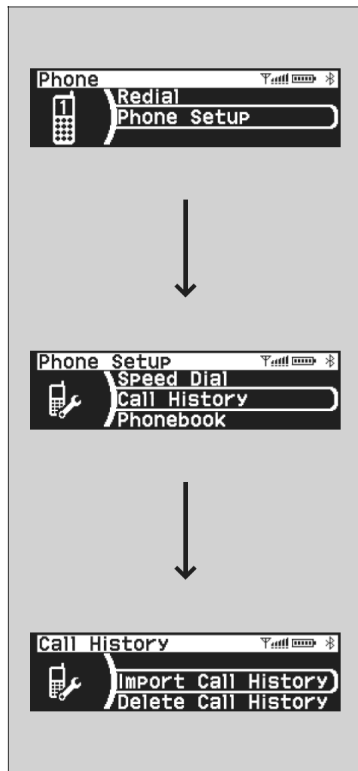 Phone
1
Redial
Phone Setup
Phone Setup
Speed Dial
Call History
Phonebook
Call History
Import Call History
Delete Call History